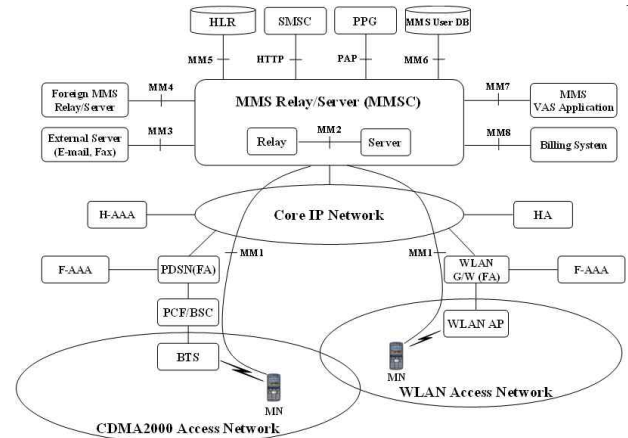 HLR
SMSC
PPG
MMS User DB
MM5
HTTP
PAP
MM6
Foreign MMS
Relay/Server
MM4
MMS Relay/Server (MMSC)
MM7
MMS
VAS Application
External Server
(E-mail, Fax)
MM3
Relay
MM2
Server
MM8
Billing System
H-AAA
Core IP Network
HA
MM1
MM1
F-AAA
PDSN(FA)
WLAN
G/W (FA)
F-AAA
PCF/BSC
WLAN AP
BTS
MN
WLAN Access Network
MN
CDMA2000 Access Network